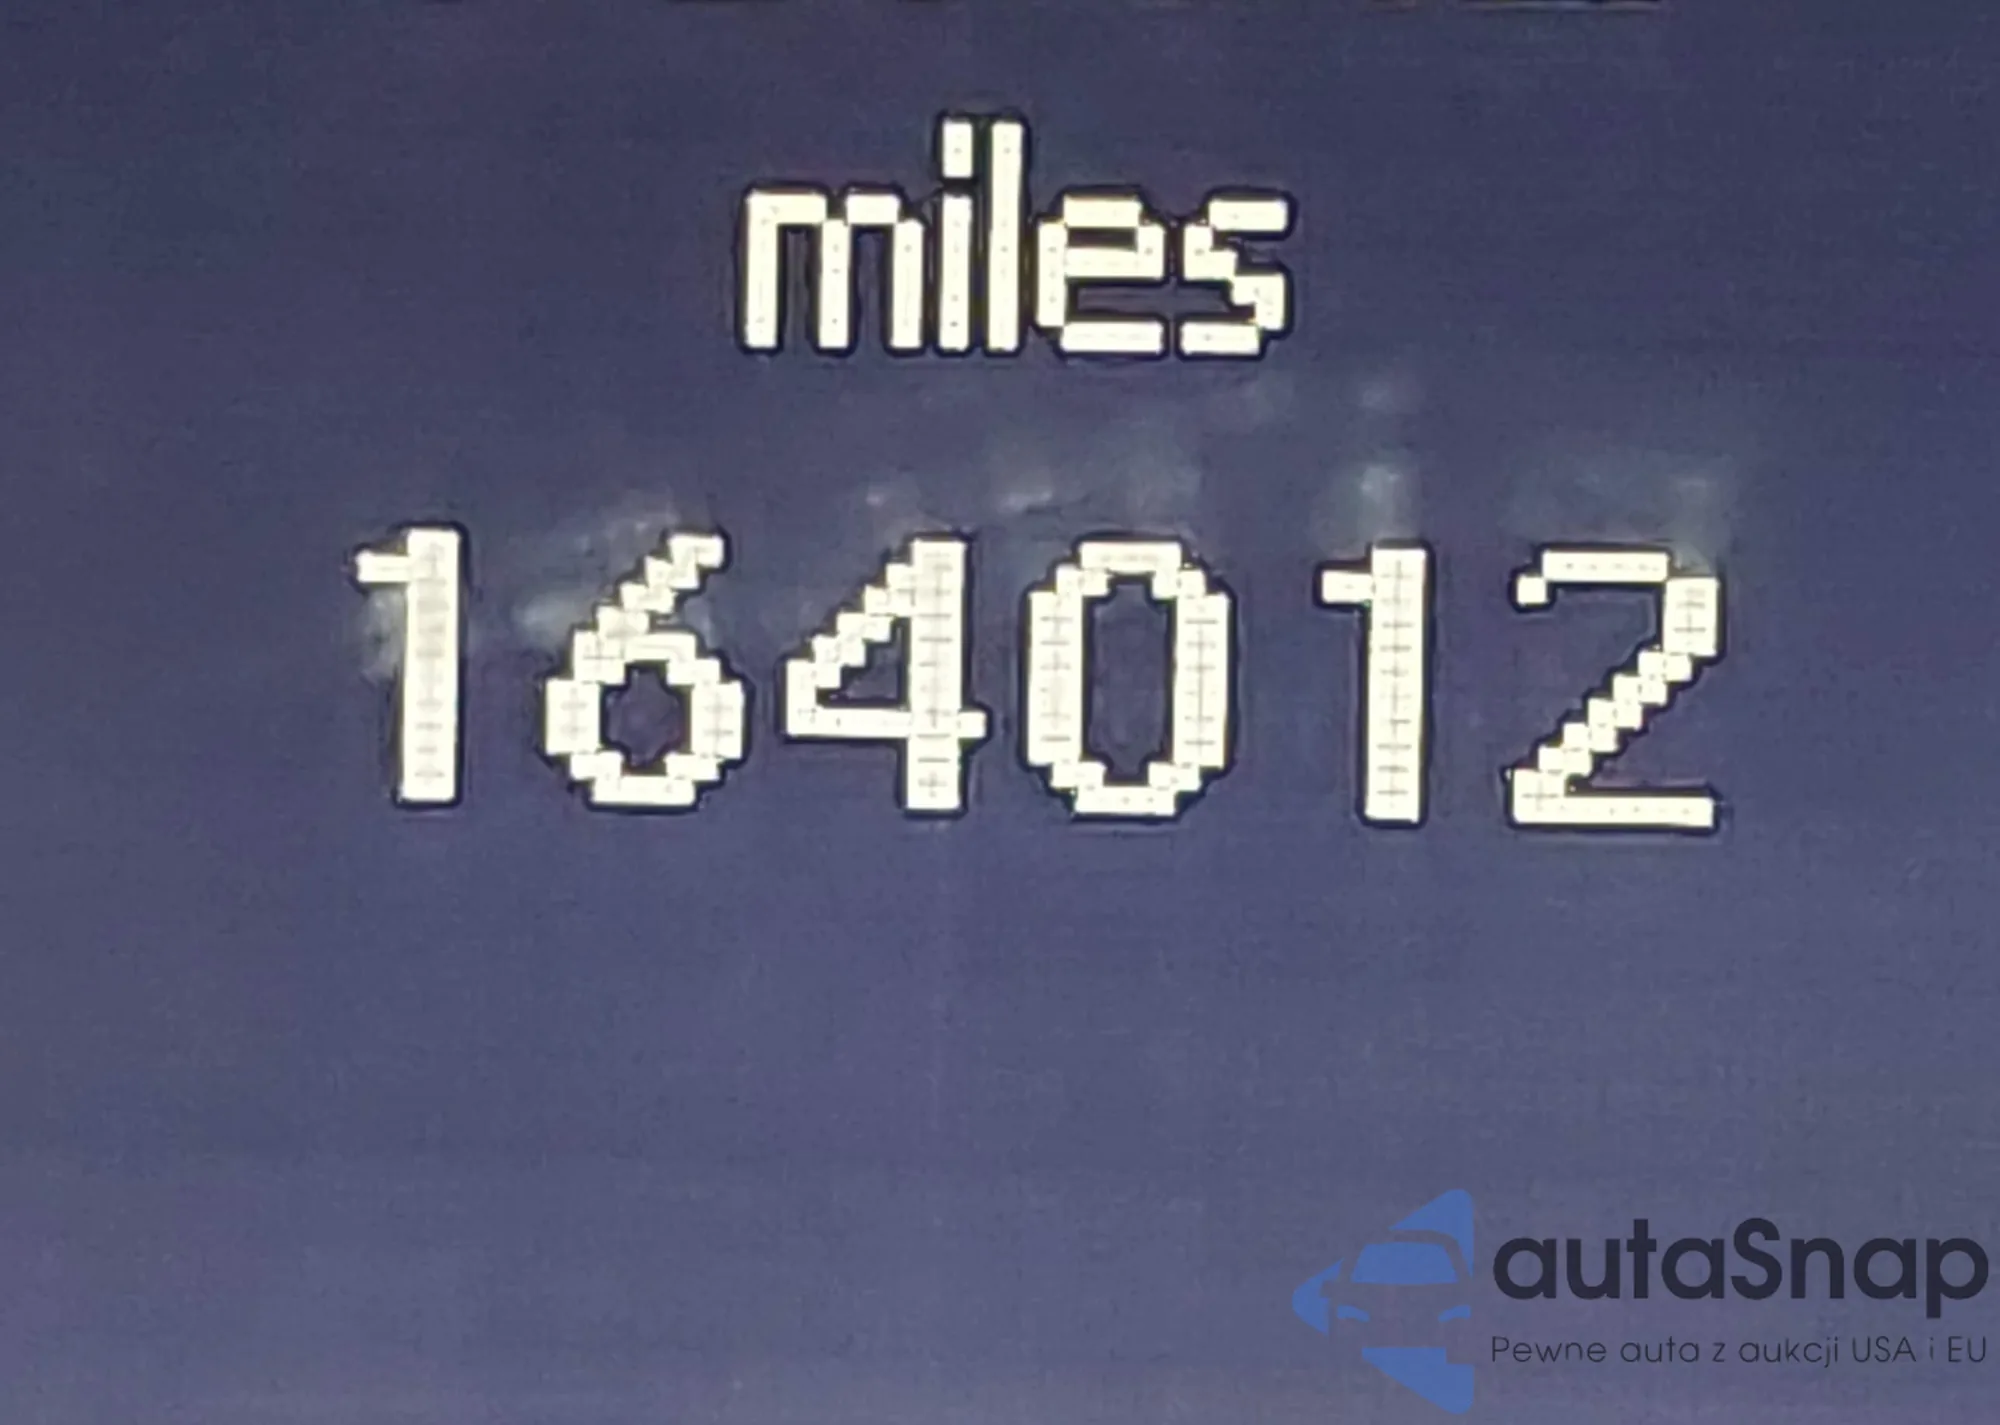 miles
164012
autaSnap
Pewne auta z aukcji USA i EU